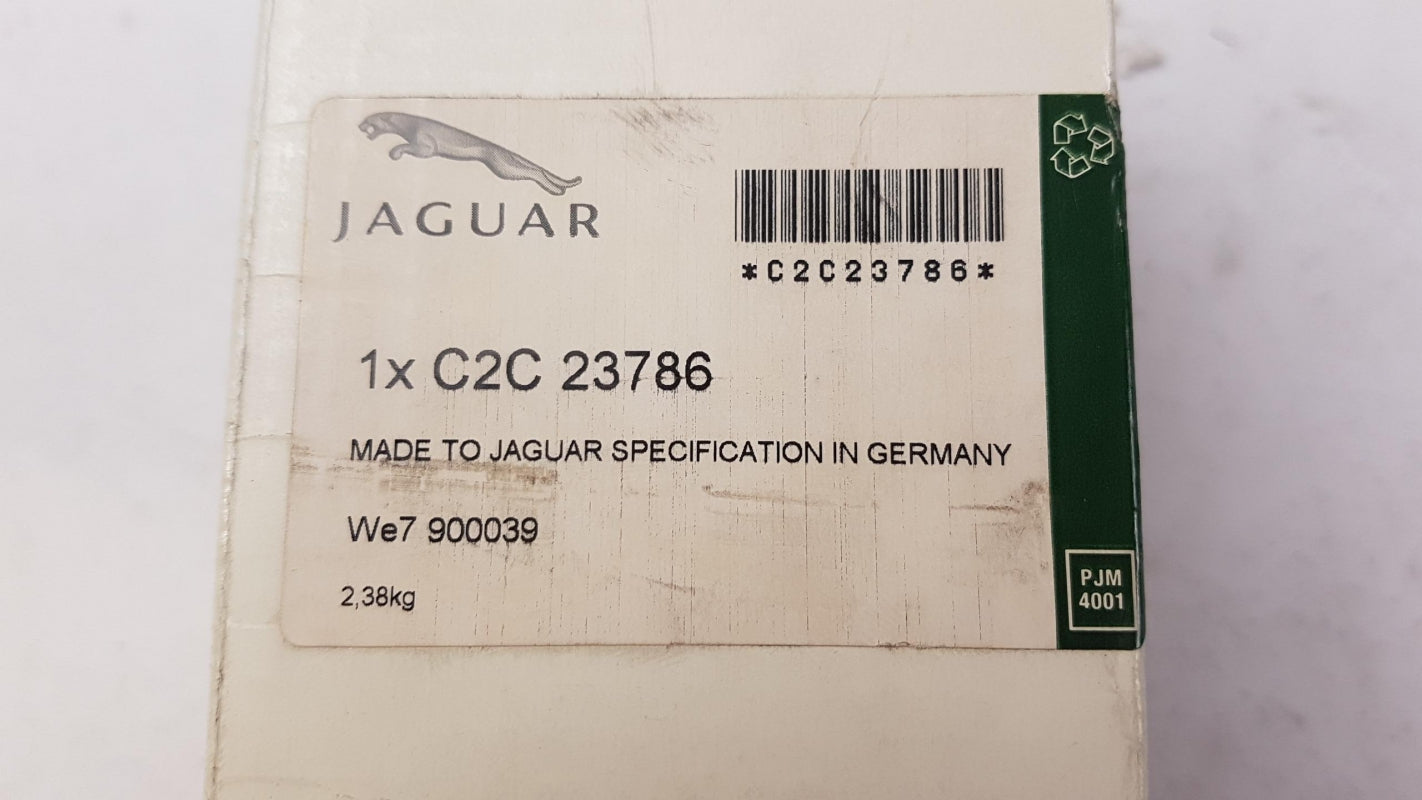 JAGUAR
*C2C23786*
1x C2C 23786
MADE TO JAGUAR SPECIFICATION IN GERMANY
We7 900039
2,38kg
PJM
4001